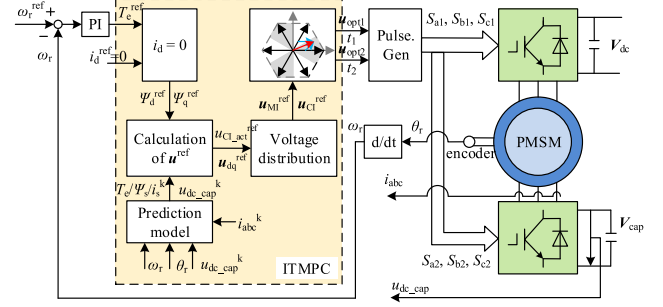 ω_r^ref +
−
ω_r
PI
T_e^ref
i_d^ref=0
i_d = 0
Ψ_d^ref Ψ_q^ref
Calculation
of u^ref
u_CI_act^ref
u_dq^ref
Voltage
distribution
u_MI^ref u_CI^ref
T_e/Ψ_s/i_s^k u_dc_cap^k
Prediction
model
i_abc^k
ω_r θ_r u_dc_cap^k
ITMPC
u_opt1
t_1
u_opt2
t_2
Pulse.
Gen
S_a1, S_b1, S_c1
V_dc
ω_r
d/dt
θ_r
encoder
PMSM
i_abc
S_a2, S_b2, S_c2
V_cap
u_dc_cap